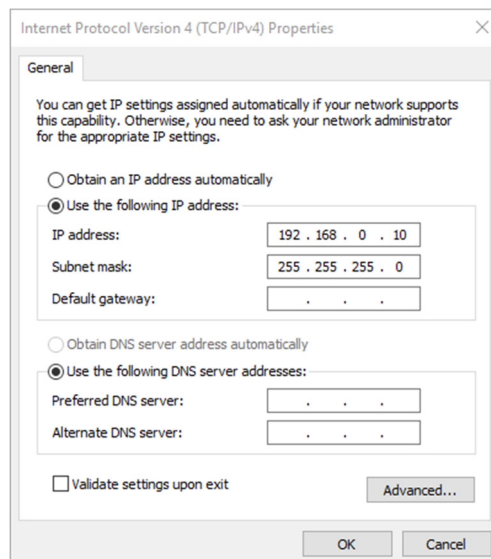 Internet Protocol Version 4 (TCP/IPv4) Properties
General
You can get IP settings assigned automatically if your network supports
this capability. Otherwise, you need to ask your network administrator
for the appropriate IP settings.
Obtain an IP address automatically
Use the following IP address:
IP address: 192 . 168 . 0 . 10
Subnet mask: 255 . 255 . 255 . 0
Default gateway: . . .
Obtain DNS server address automatically
Use the following DNS server addresses:
Preferred DNS server: . . .
Alternate DNS server: . . .
Validate settings upon exit
Advanced...
OK Cancel